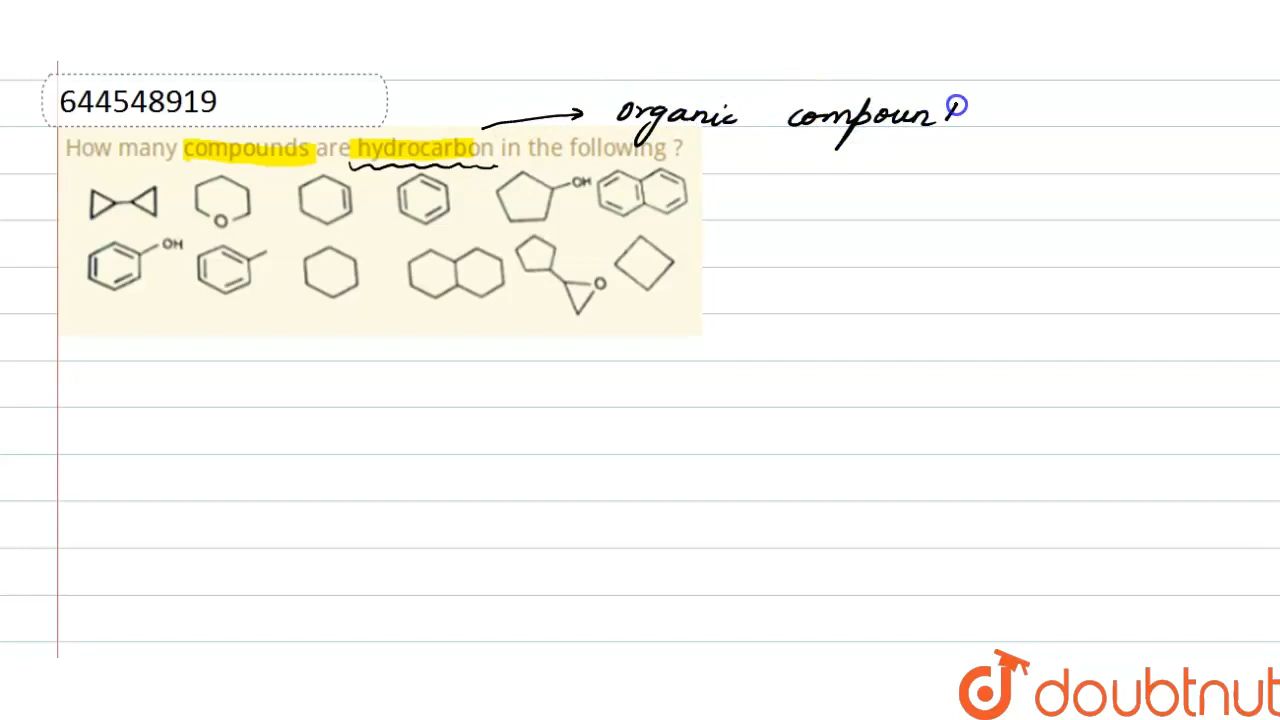 644548919
organic compoun
How many compounds are hydrocarbon in the following ?
O
OH
OH
O
doubtnut